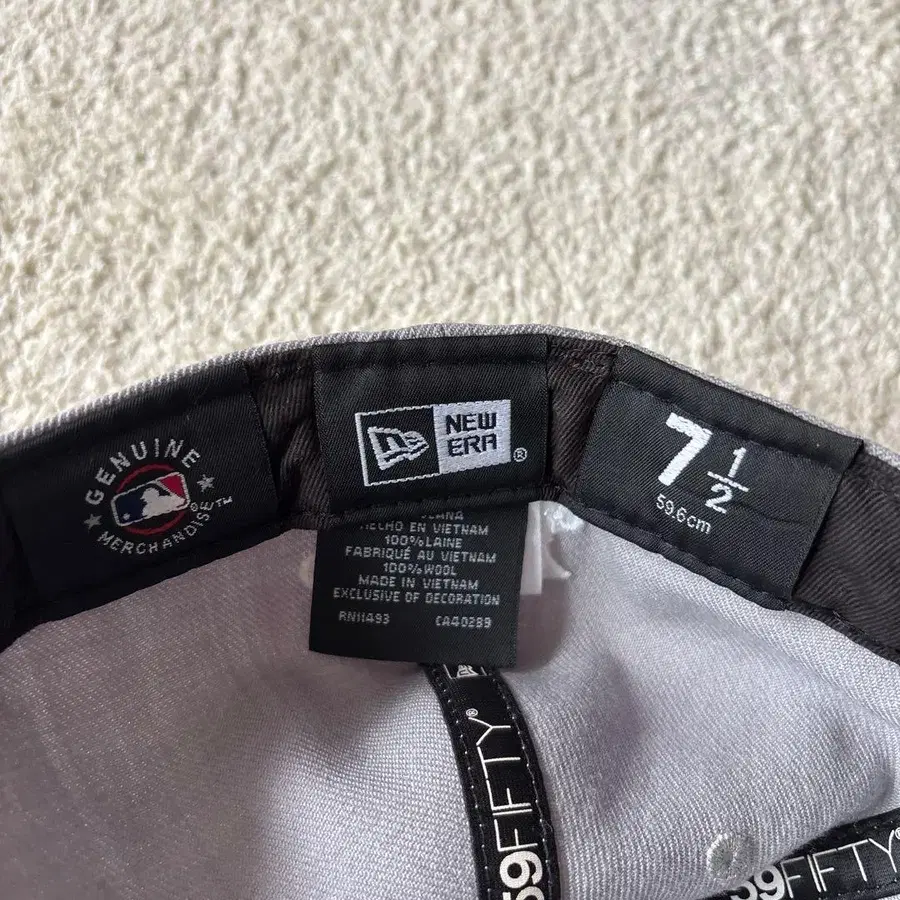 GENUINE
MERCHANDISE™
NEW
ERA®
7 1/2
59.6cm
HECHO EN VIETNAM
100% LAINE
FABRIQUÉ AU VIETNAM
100% WOOL
MADE IN VIETNAM
EXCLUSIVE OF DECORATION
RN11493 CA40289
59FIFTY®
59FIFTY®